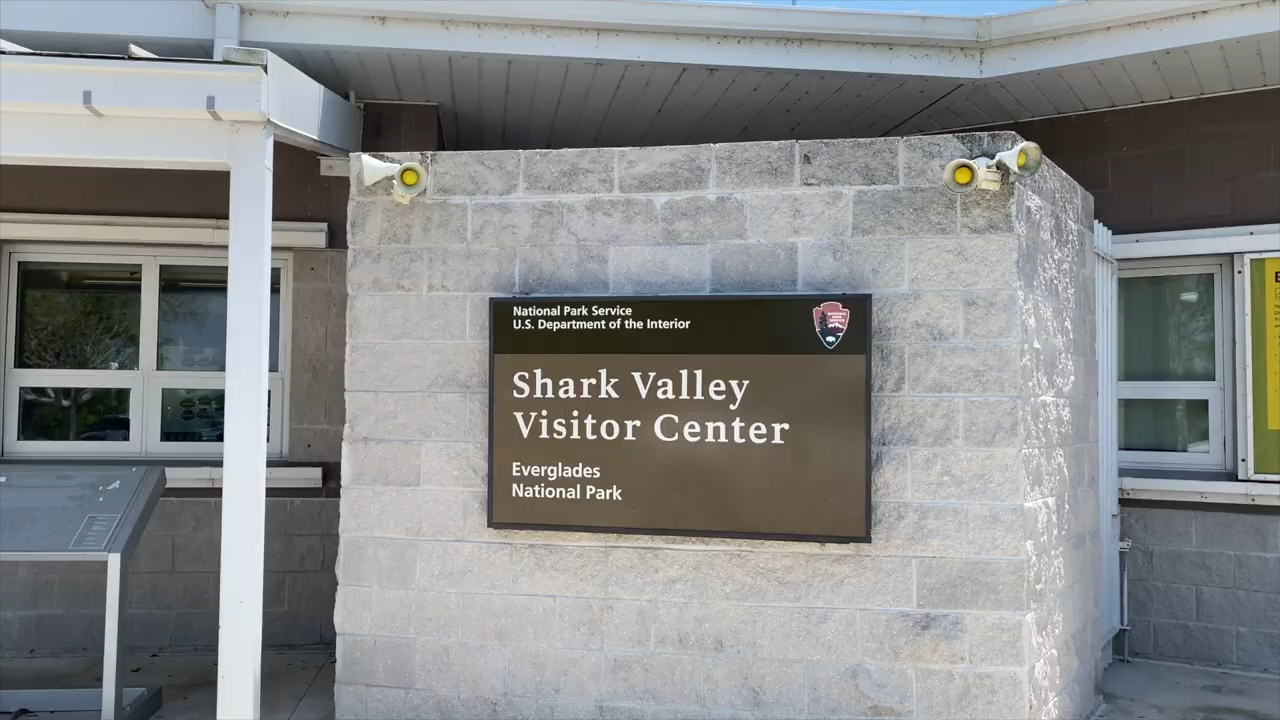 National Park Service
U.S. Department of the Interior
Shark Valley
Visitor Center
Everglades
National Park